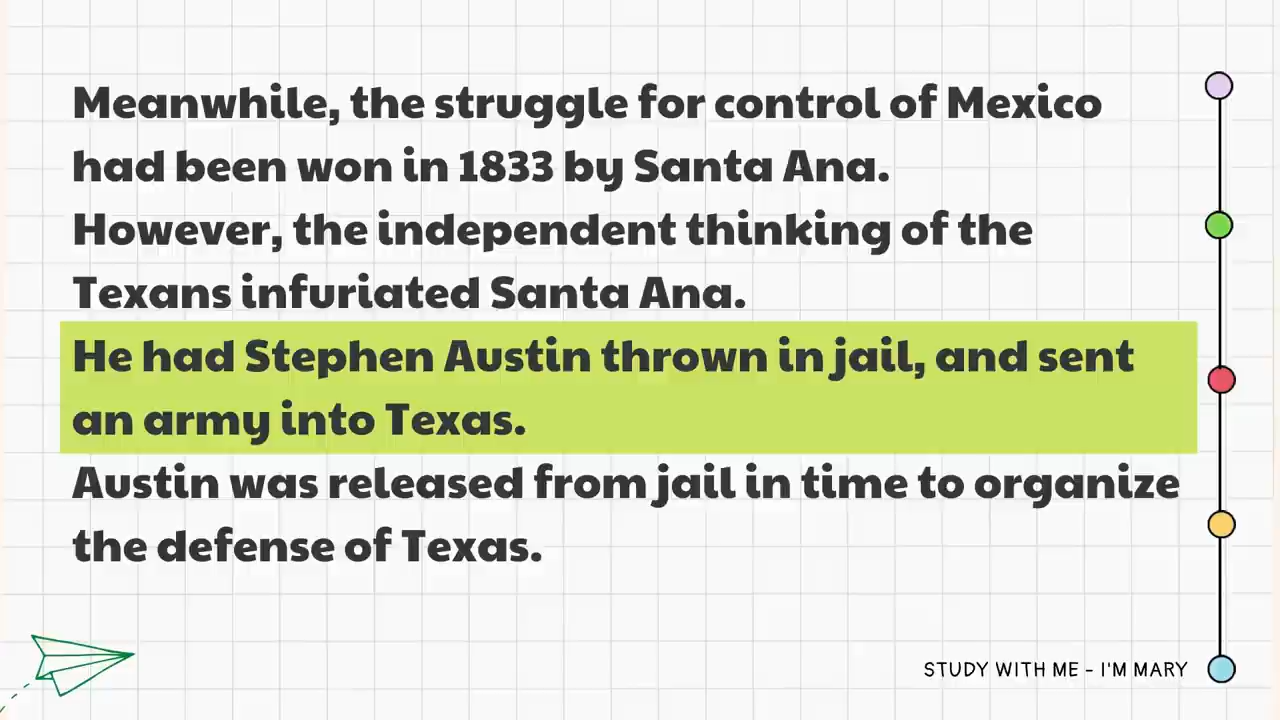 Meanwhile, the struggle for control of Mexico
had been won in 1833 by Santa Ana.
However, the independent thinking of the
Texans infuriated Santa Ana.
He had Stephen Austin thrown in jail, and sent
an army into Texas.
Austin was released from jail in time to organize
the defense of Texas.
STUDY WITH ME - I'M MARY